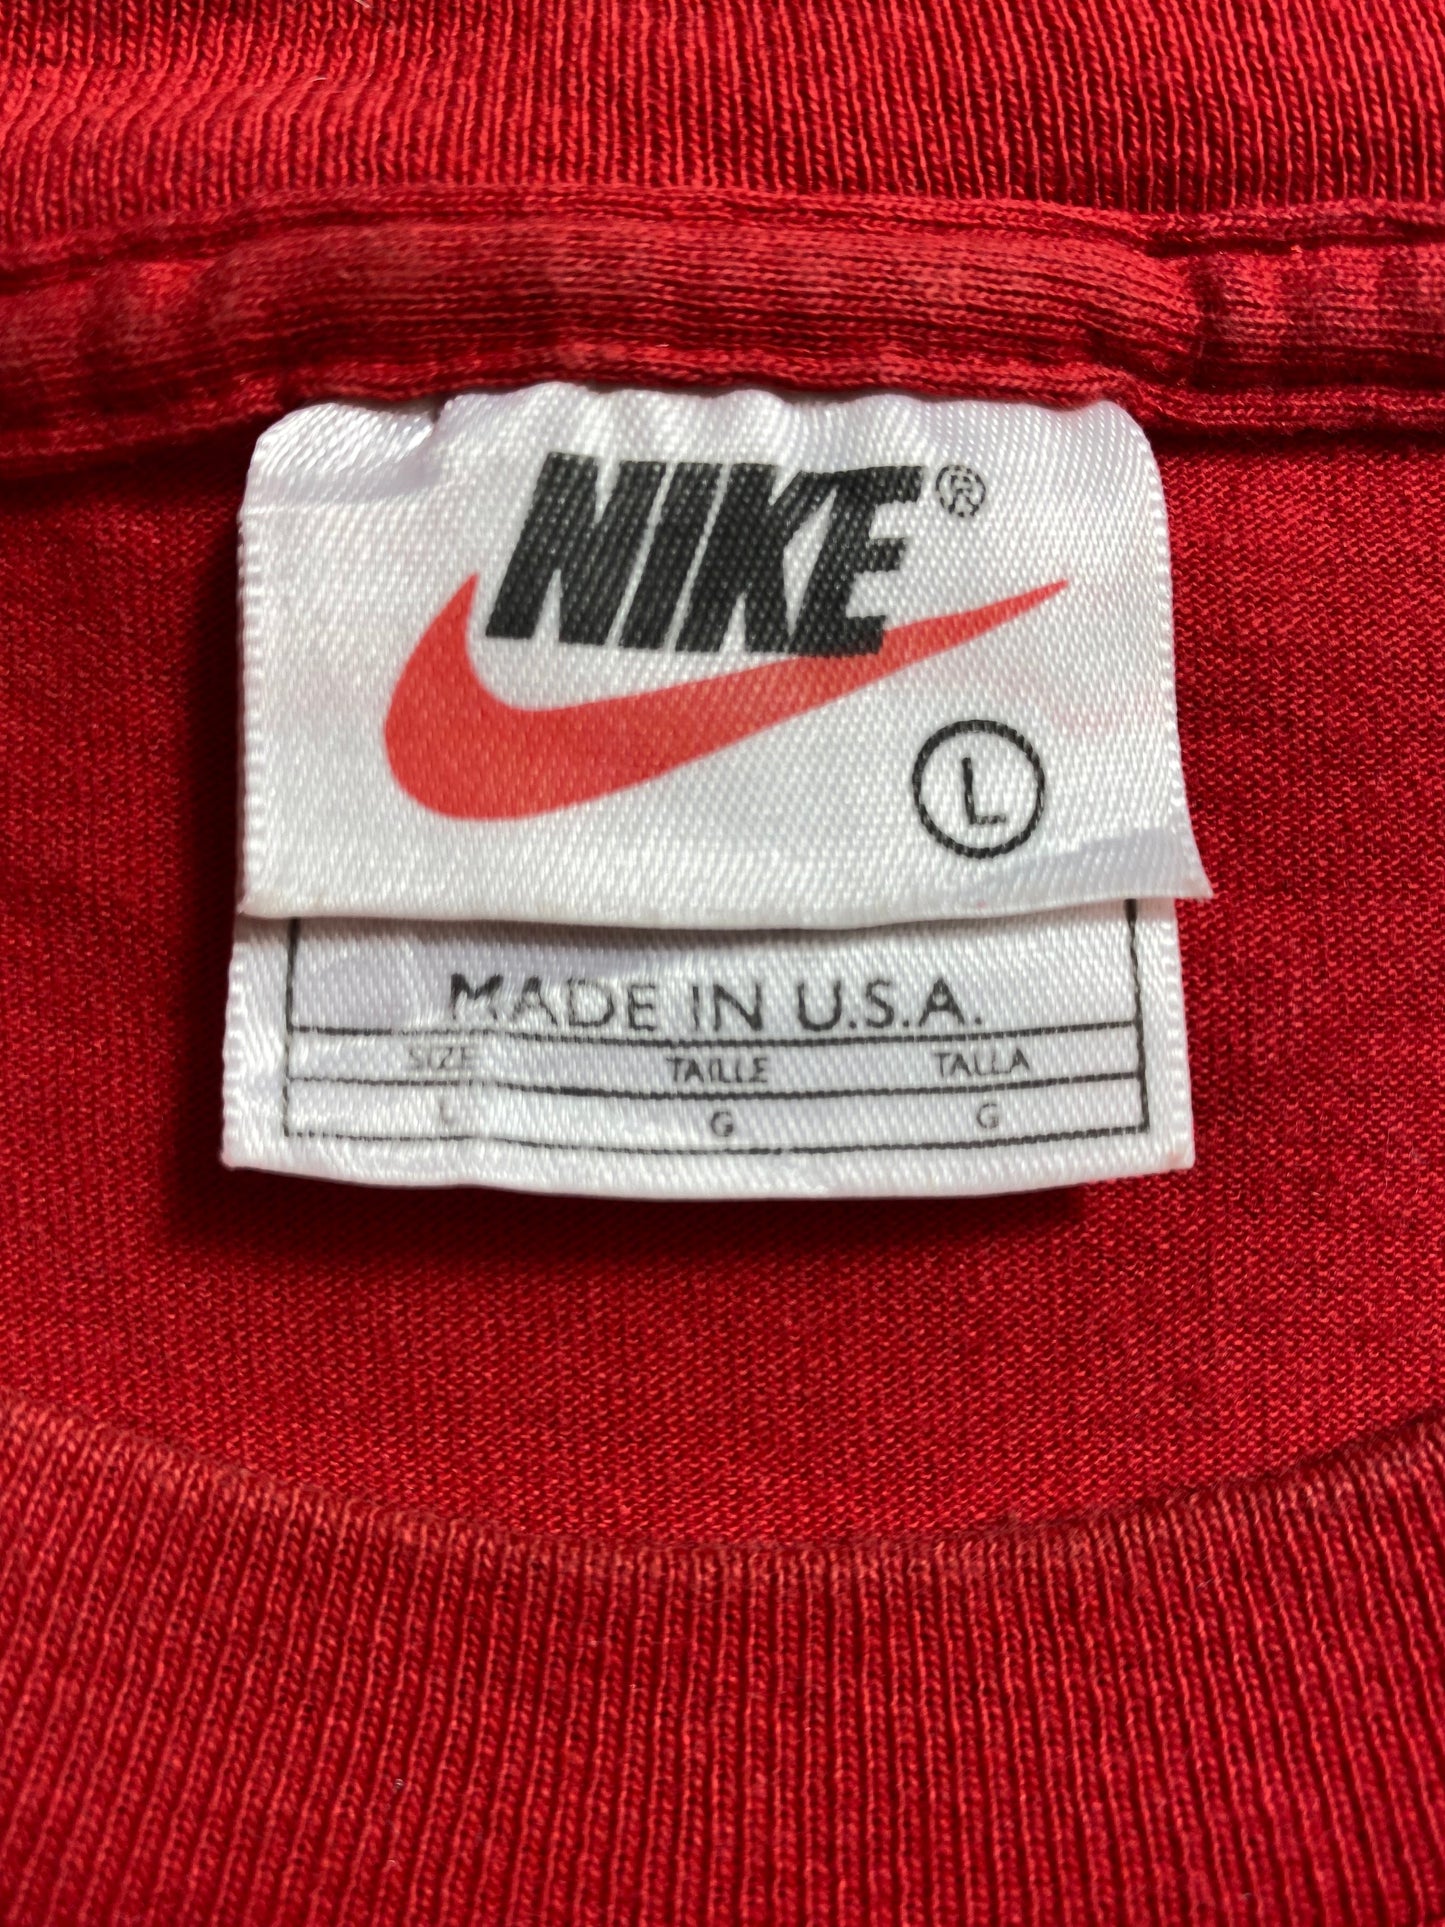 NIKE®
L
MADE IN U.S.A.
SIZE TAILLE TALLA
L G G